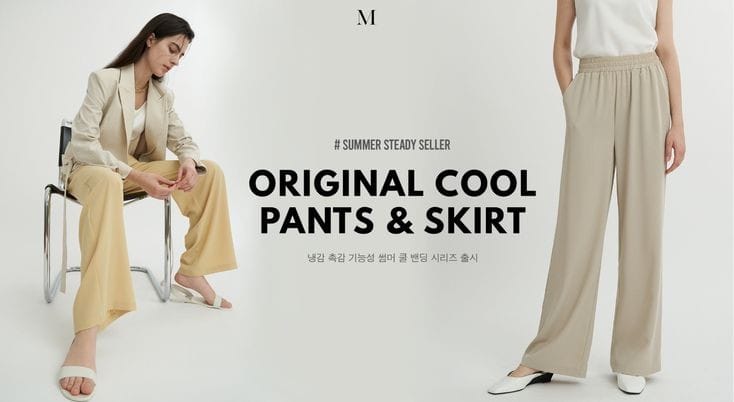 M
# SUMMER STEADY SELLER
ORIGINAL COOL
PANTS & SKIRT
냉감 촉감 기능성 썸머 쿨 밴딩 시리즈 출시